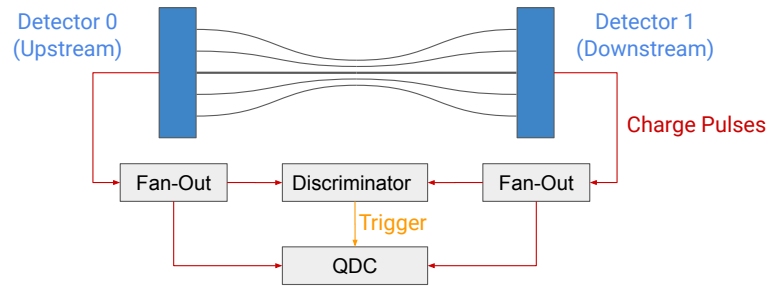 Detector 0
(Upstream)
Detector 1
(Downstream)
Charge Pulses
Fan-Out
Discriminator
Fan-Out
Trigger
QDC